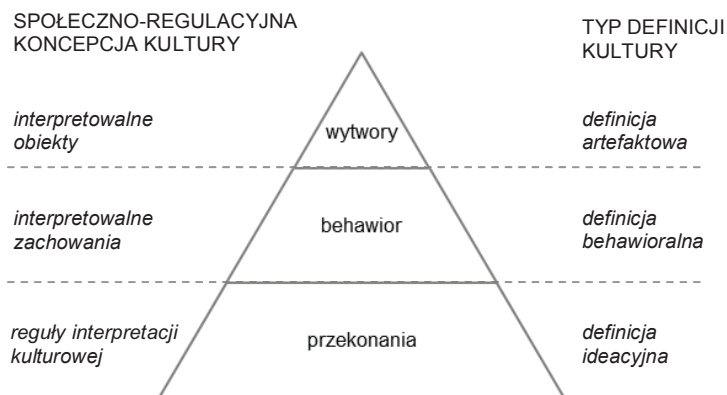 SPOŁECZNO-REGULACYJNA
KONCEPCJA KULTURY
TYP DEFINICJI
KULTURY
interpretowalne
obiekty
wytwory
definicja
artefaktowa
interpretowalne
zachowania
behawior
definicja
behawioralna
reguły interpretacji
kulturowej
przekonania
definicja
ideacyjna